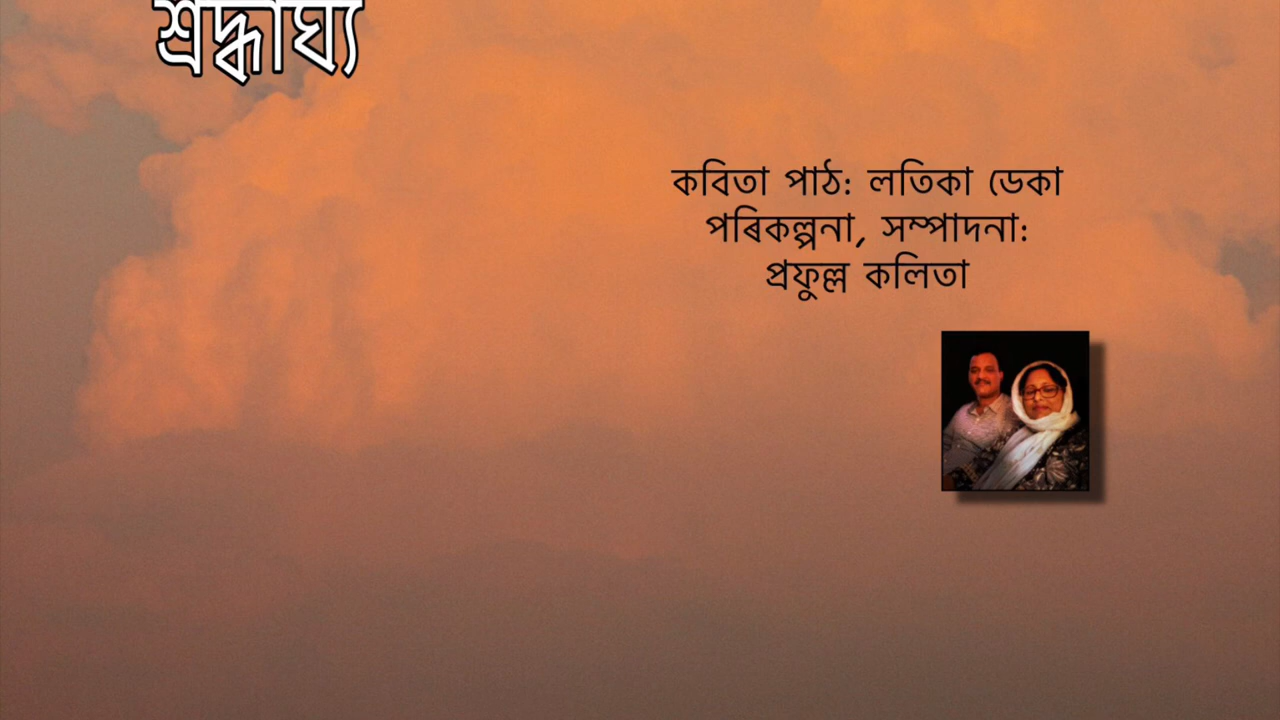 শ্ৰদ্ধাৰ্ঘ্য
কবিতা পাঠ: লতিকা ডেকা
পৰিকল্পনা, সম্পাদনা:
প্ৰফুল্ল কলিতা